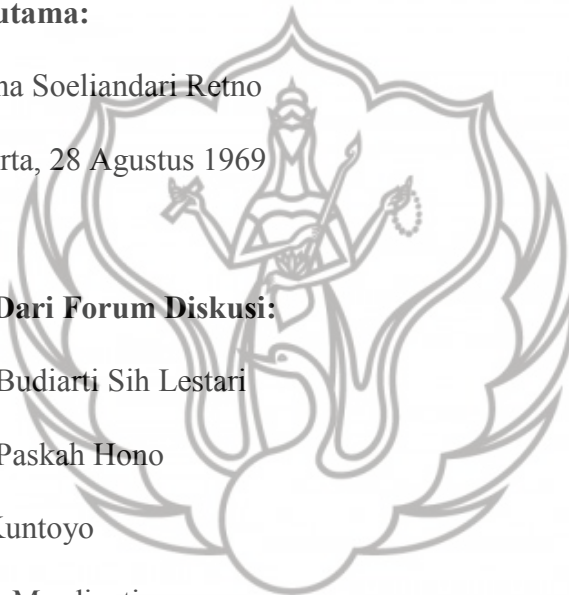 utama:
na Soeliandari Retno
rta, 28 Agustus 1969
Dari Forum Diskusi:
Budiarti Sih Lestari
Paskah Hono
Kuntoyo